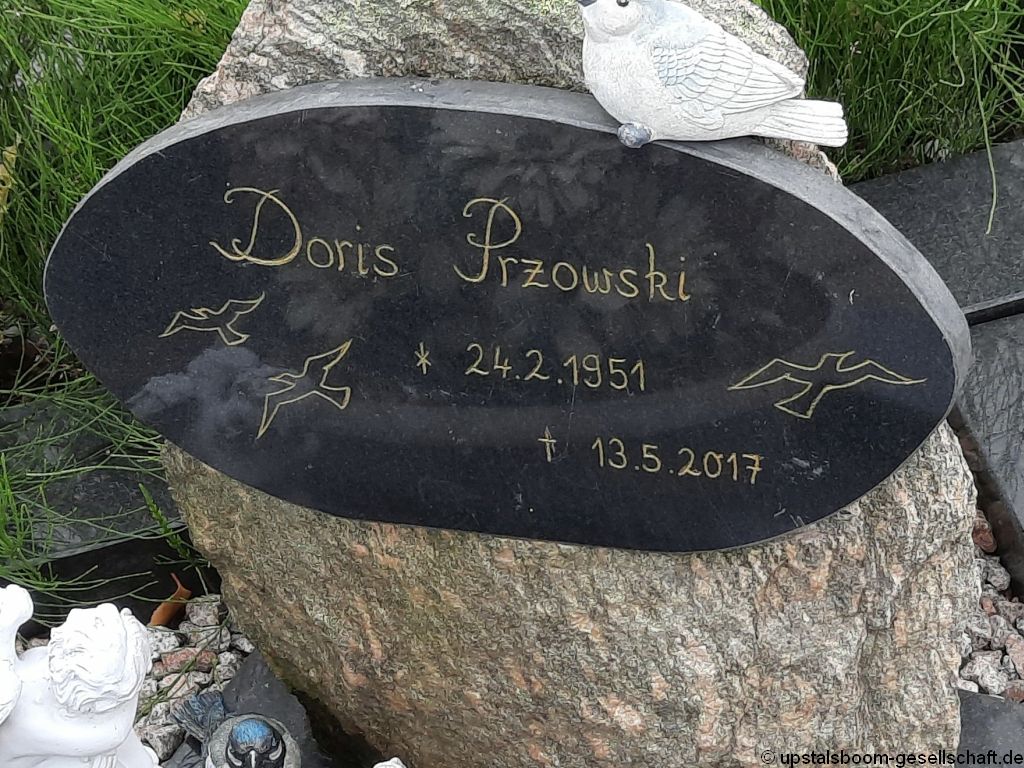 Doris Przowski
* 24.2.1951
† 13.5.2017
© upstalsboom-gesellschaft.de